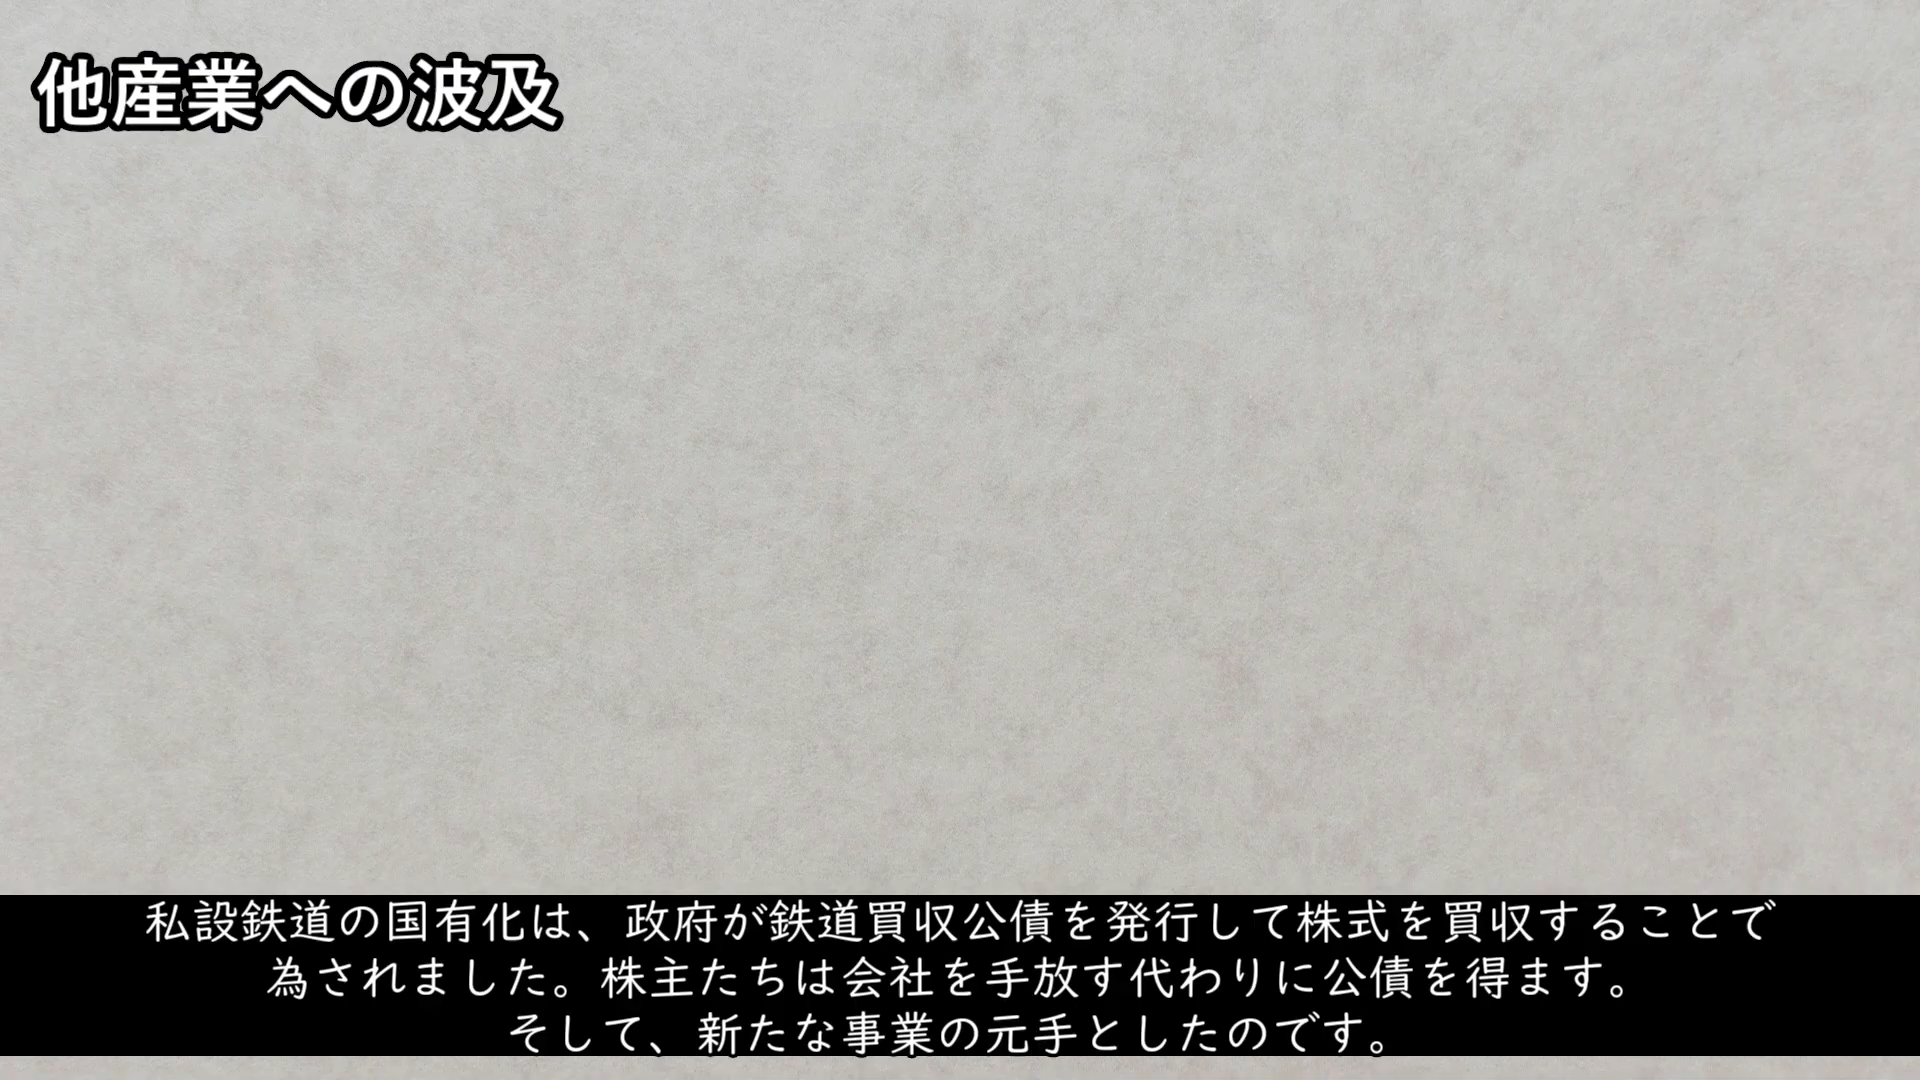 他産業への波及
私設鉄道の国有化は、政府が鉄道買収公債を発行して株式を買収することで
為されました。株主たちは会社を手放す代わりに公債を得ます。
そして、新たな事業の元手としたのです。